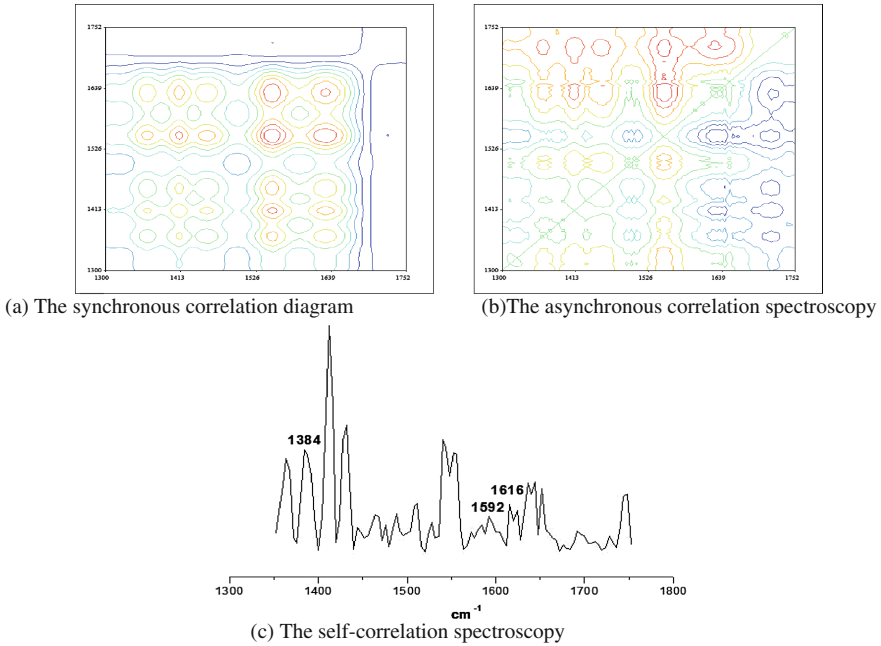 1752
1639
1526
1413
1300
1300 1413 1526 1639 1752
1752
1639
1526
1413
1300
1300 1413 1526 1639 1752
(a) The synchronous correlation diagram
(b)The asynchronous correlation spectroscopy
1384
1616
1592
1300 1400 1500 1600 1700 1800
cm⁻¹
(c) The self-correlation spectroscopy